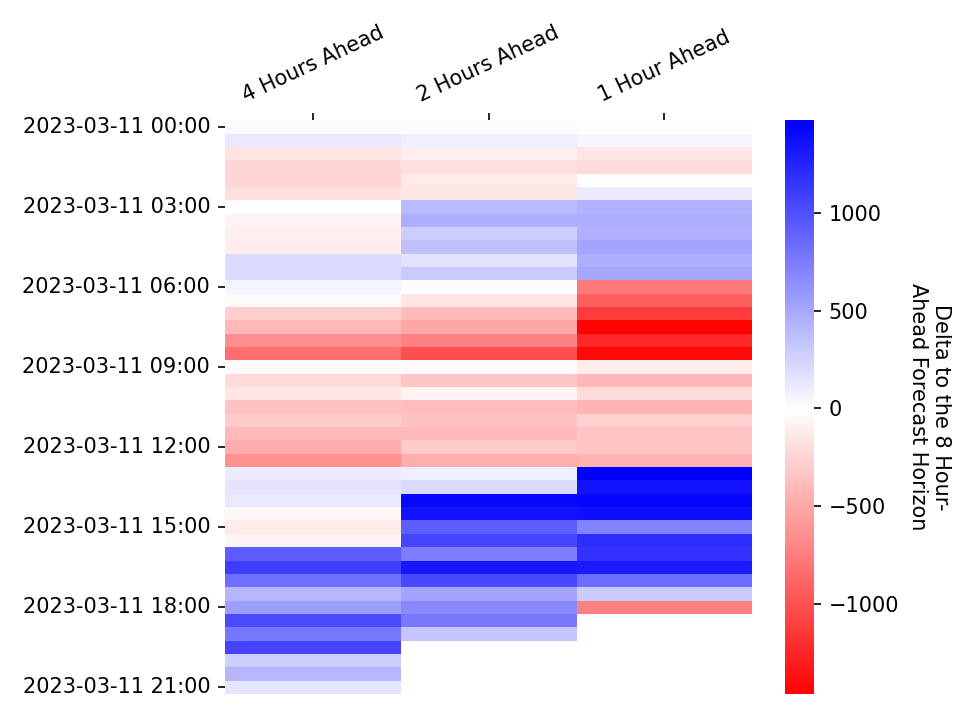 4 Hours Ahead
2 Hours Ahead
1 Hour Ahead
2023-03-11 00:00
2023-03-11 03:00
2023-03-11 06:00
2023-03-11 09:00
2023-03-11 12:00
2023-03-11 15:00
2023-03-11 18:00
2023-03-11 21:00
1000
500
0
−500
−1000
Delta to the 8 Hour-
Ahead Forecast Horizon